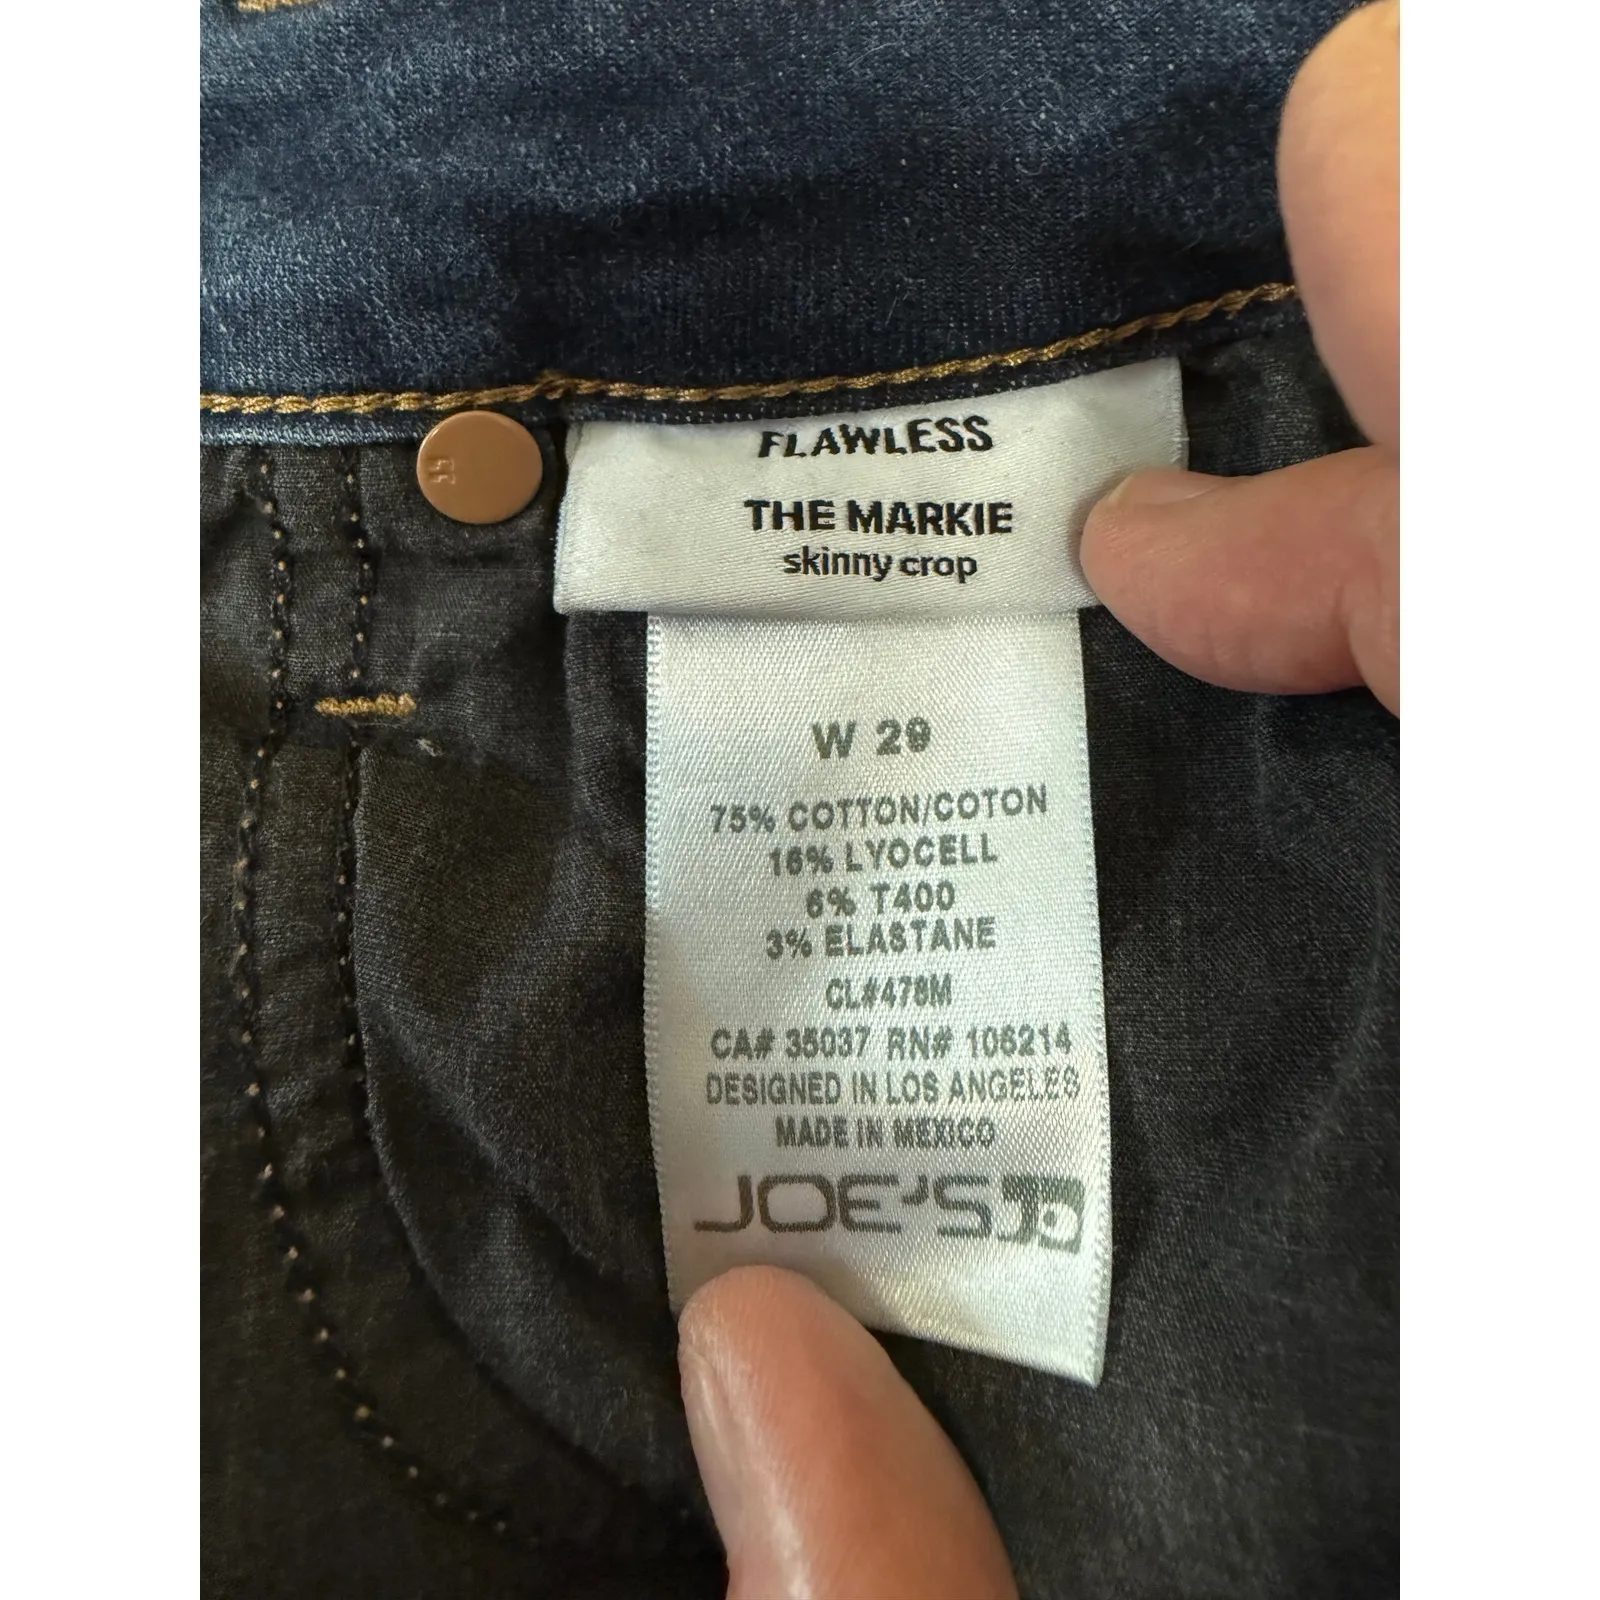 FLAWLESS
THE MARKIE
skinny crop
W 29
75% COTTON/COTON
16% LYOCELL
6% T400
3% ELASTANE
CL#478M
CA# 35037 RN# 106214
DESIGNED IN LOS ANGELES
MADE IN MEXICO
JOE'S